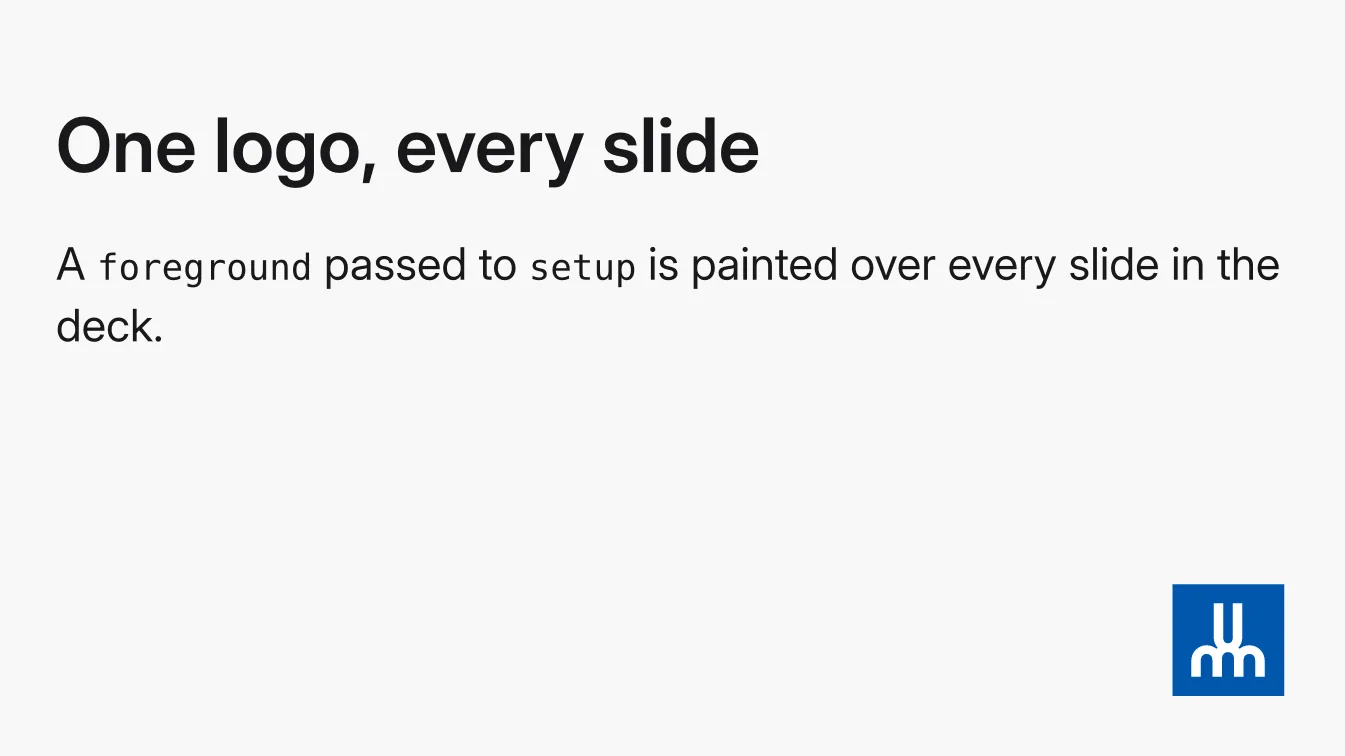 One logo, every slide
A foreground passed to setup is painted over every slide in the
deck.